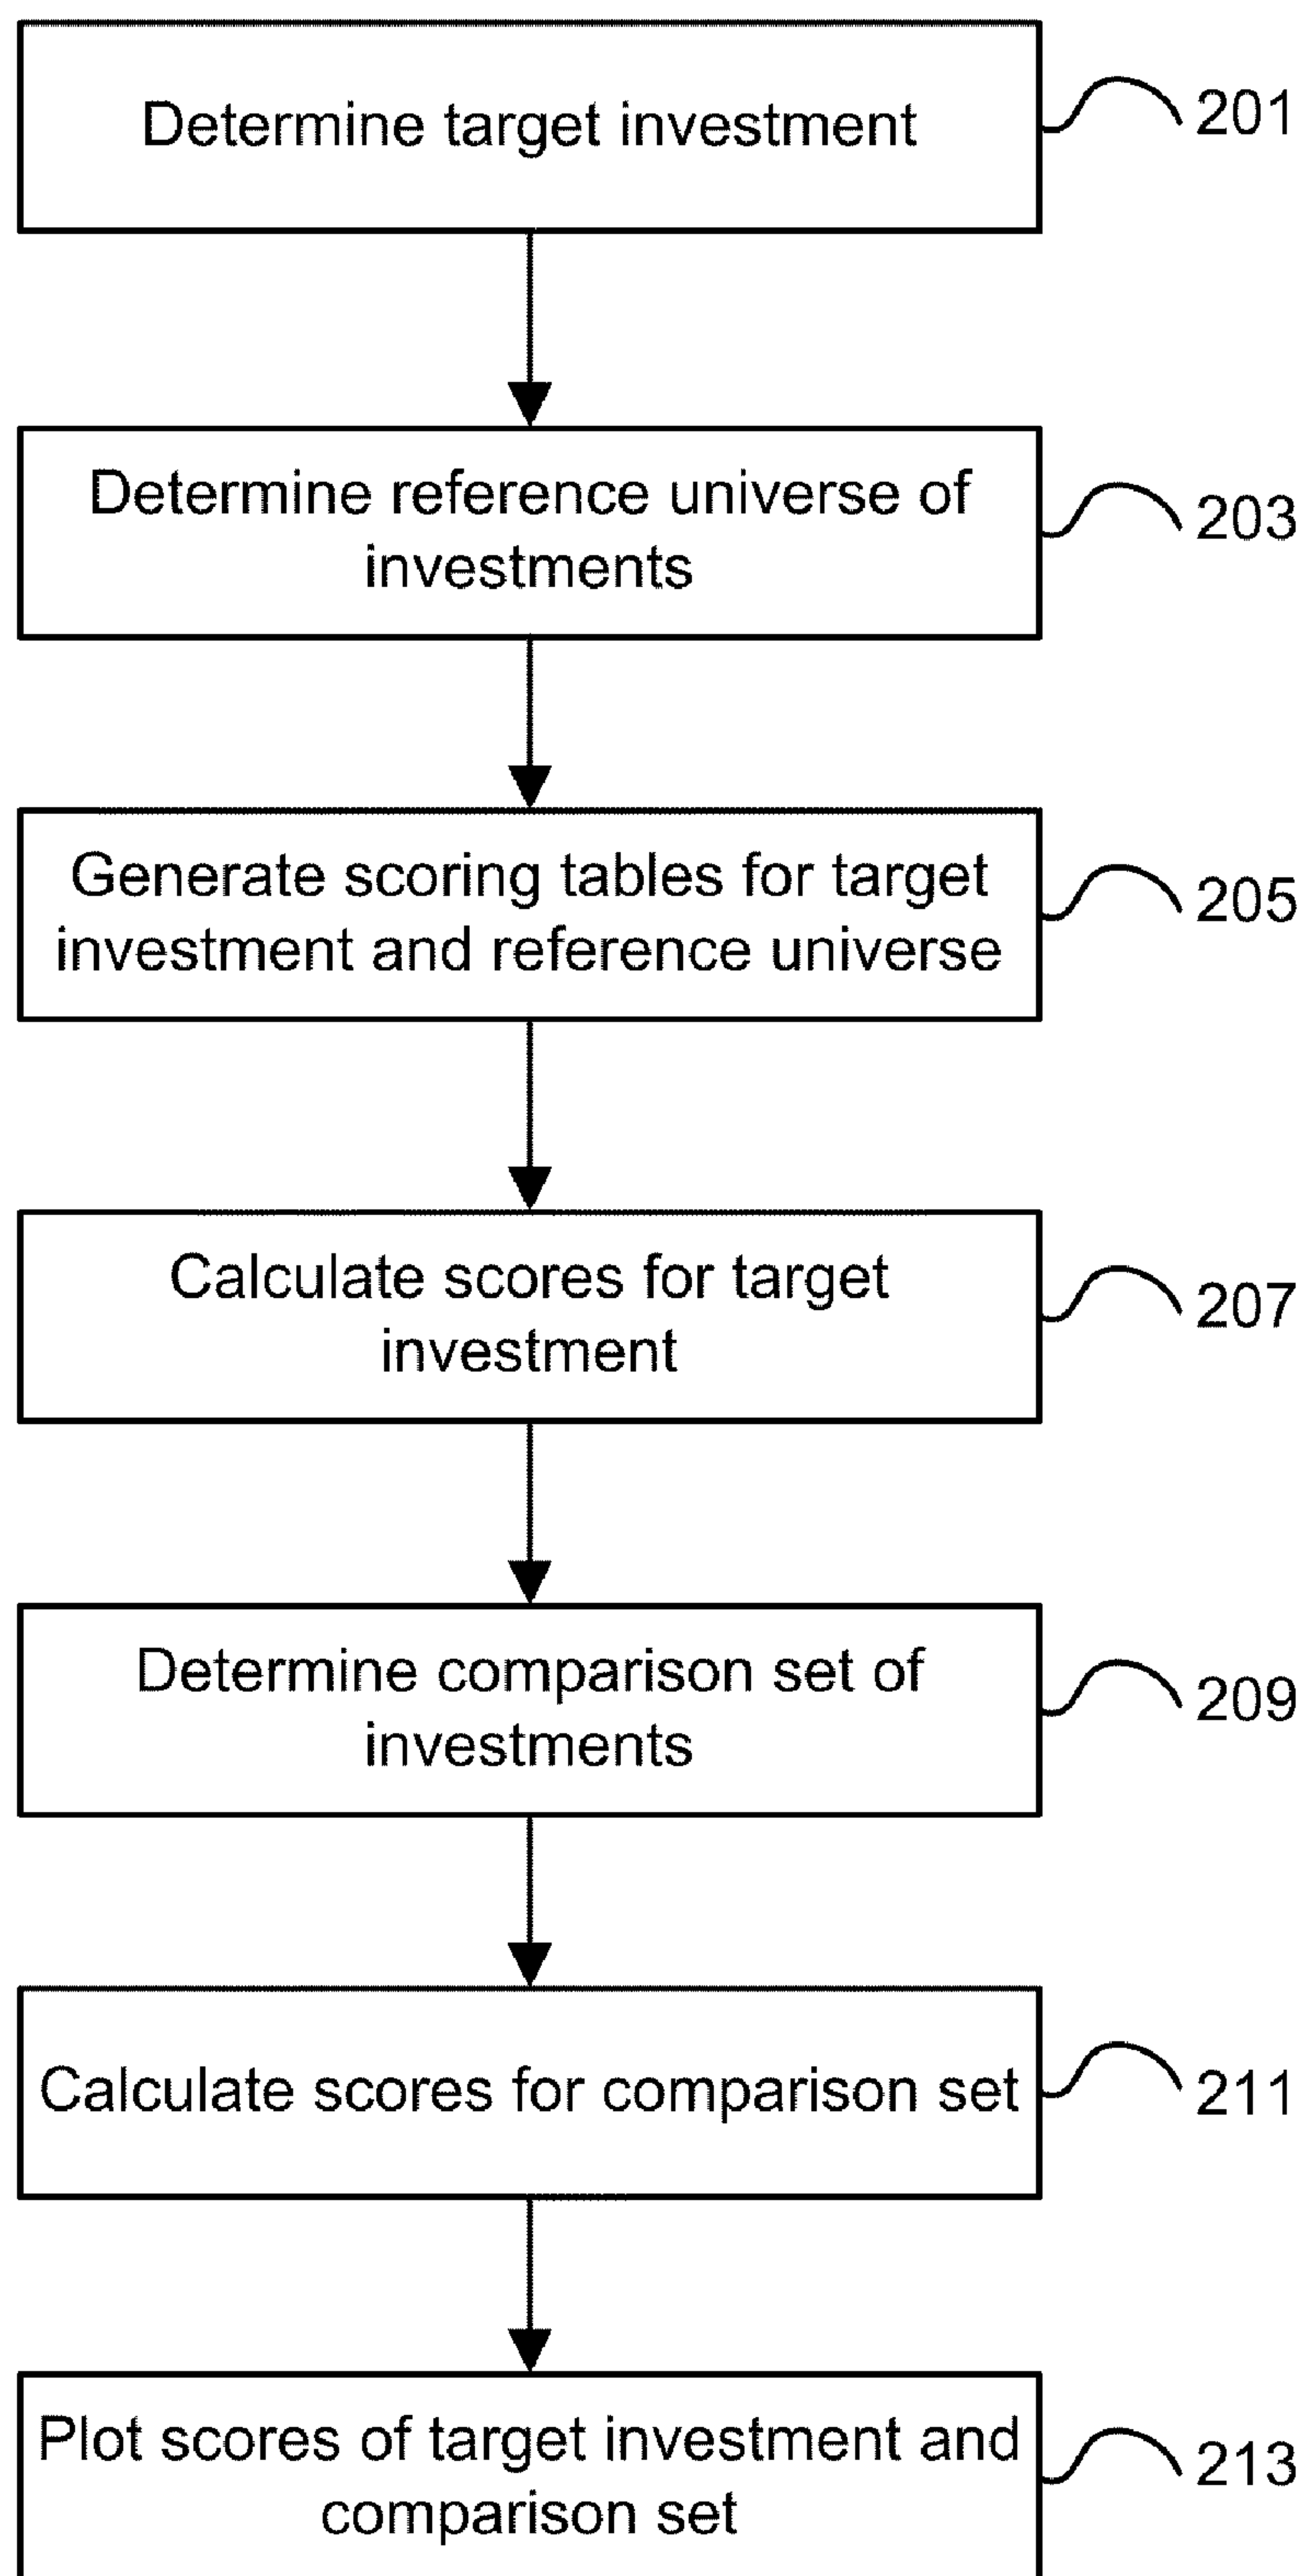 Determine target investment
201
Determine reference universe of
investments
203
Generate scoring tables for target
investment and reference universe
205
Calculate scores for target
investment
207
Determine comparison set of
investments
209
Calculate scores for comparison set
211
Plot scores of target investment and
comparison set
213